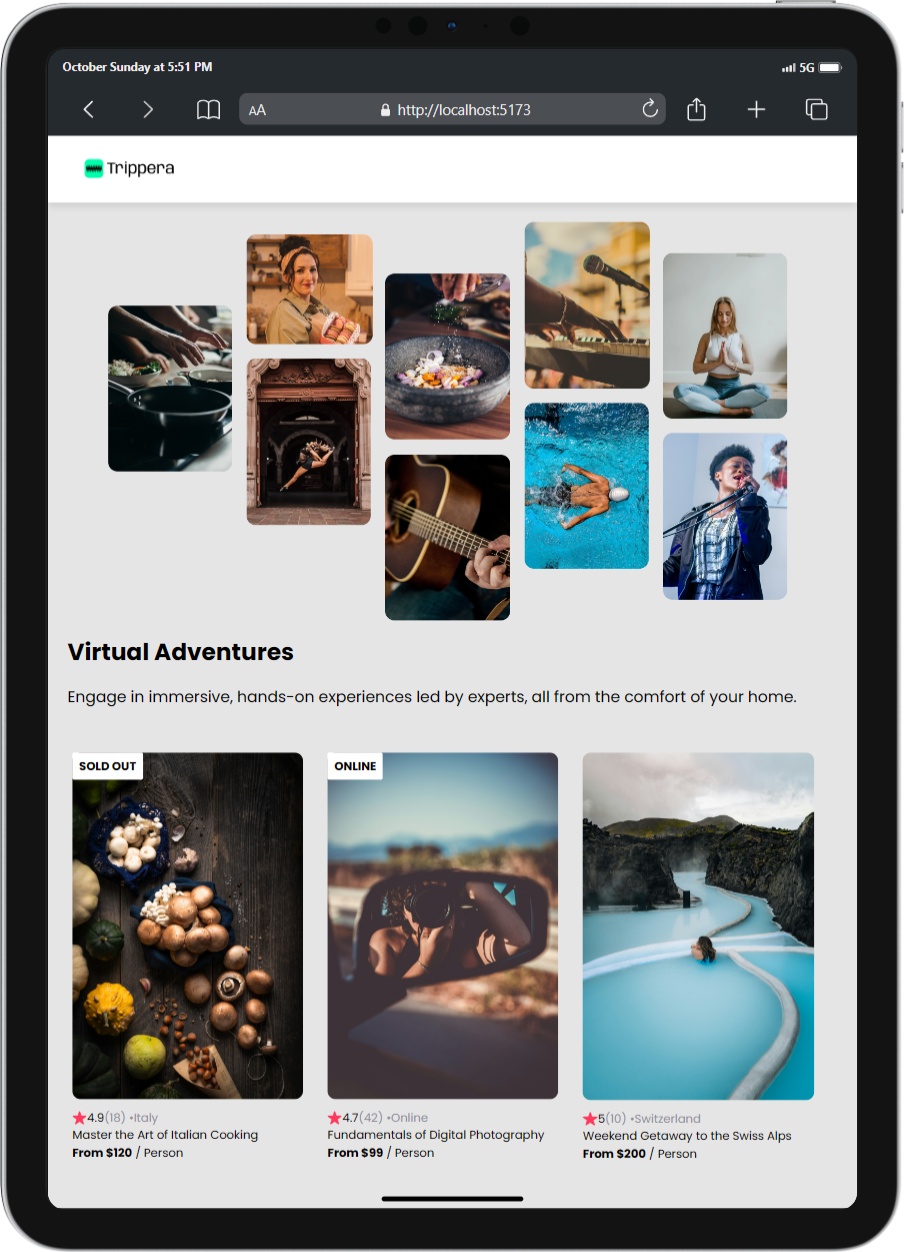 October Sunday at 5:51 PM
5G
AA
http://localhost:5173
Trippera
Virtual Adventures
Engage in immersive, hands-on experiences led by experts, all from the comfort of your home.
SOLD OUT
ONLINE
4.9(18) •Italy
Master the Art of Italian Cooking
From $120 / Person
4.7(42) •Online
Fundamentals of Digital Photography
From $99 / Person
5(10) •Switzerland
Weekend Getaway to the Swiss Alps
From $200 / Person